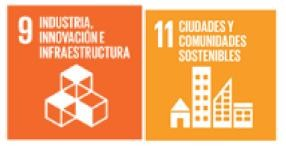 9 INDUSTRIA,
INNOVACIÓN E
INFRAESTRUCTURA
11 CIUDADES Y
COMUNIDADES
SOSTENIBLES